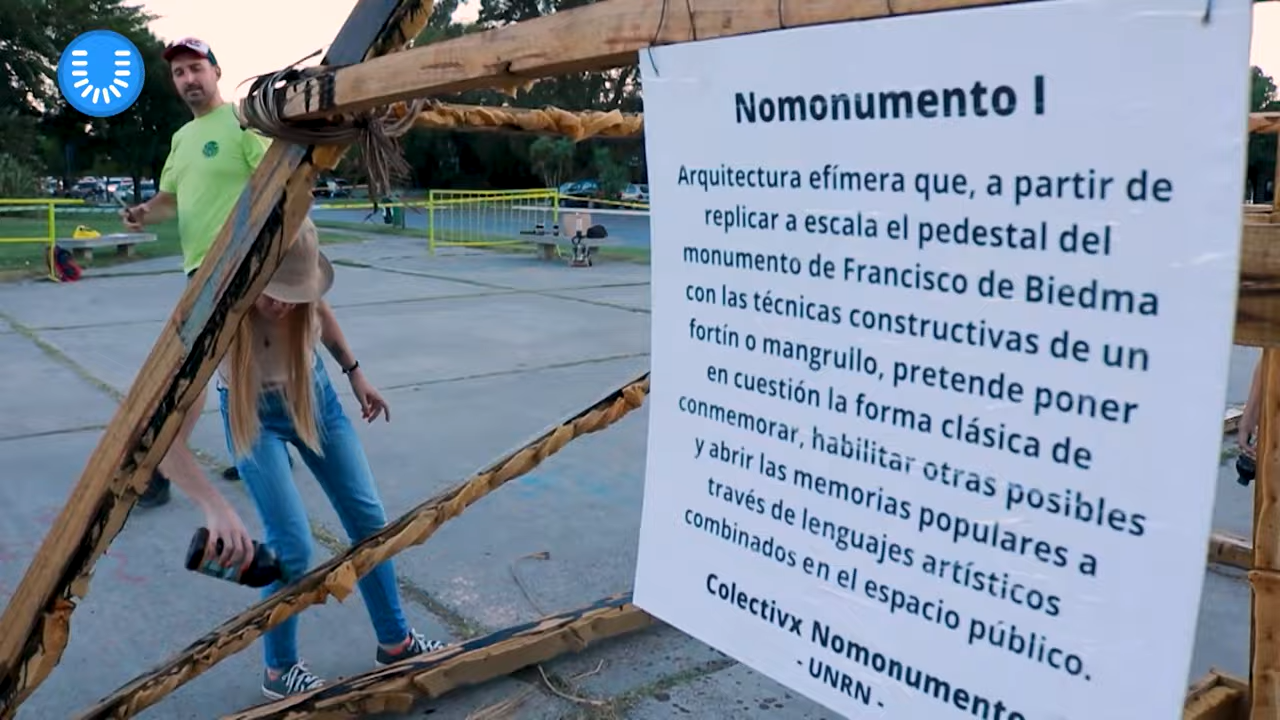 Nomonumento I
Arquitectura efímera que, a partir de
replicar a escala el pedestal del
monumento de Francisco de Biedma
con las técnicas constructivas de un
fortín o mangrullo, pretende poner
en cuestión la forma clásica de
conmemorar, habilitar otras posibles
y abrir las memorias populares a
través de lenguajes artísticos
combinados en el espacio público.
Colectivx Nomonumento
- UNRN -